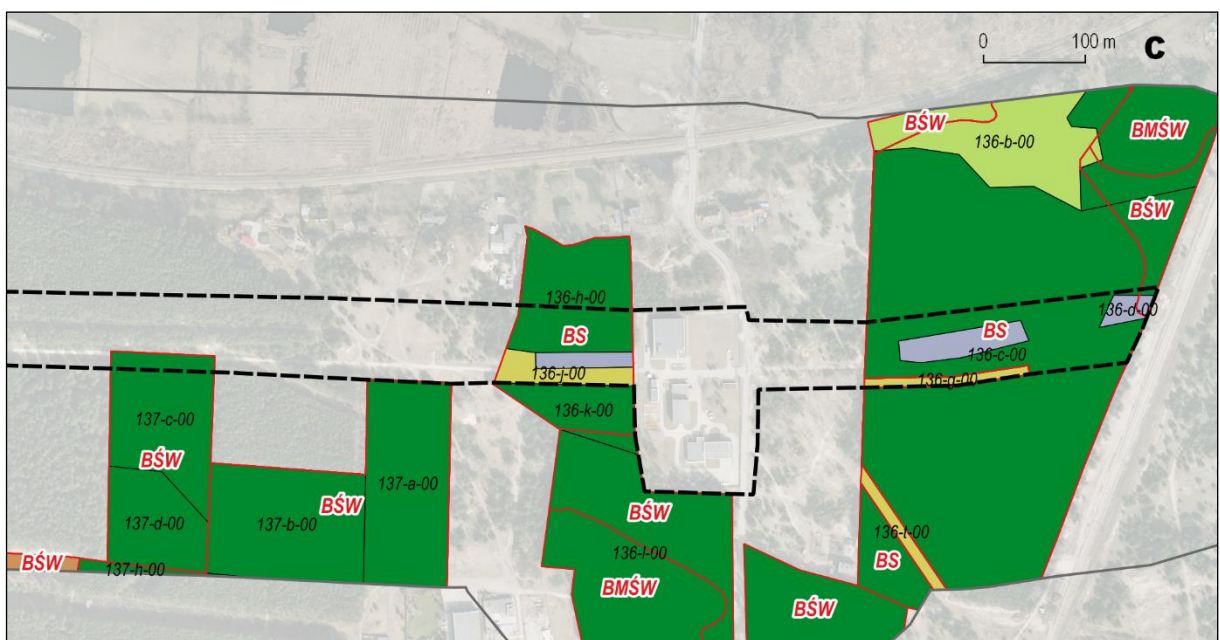 0 100 m C
BŚW
136-b-00
BMŚW
BŚW
136-h-00
136-d-00
BS
BS
136-c-00
136-j-00
136-g-00
136-k-00
137-c-00
BŚW
137-a-00
BŚW
BŚW
137-d-00
137-b-00
136-t-00
136-l-00
BS
BŚW
137-h-00
BMŚW
BŚW